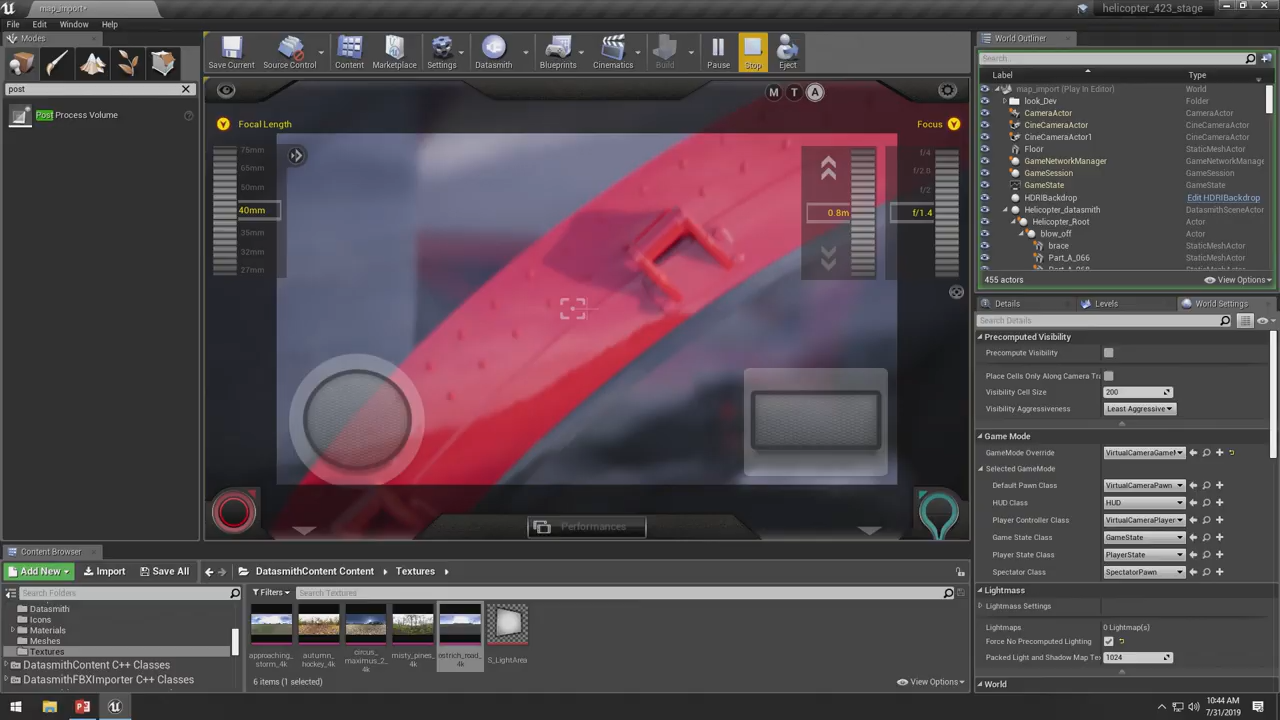 map_import*
helicopter_423_stage
File Edit Window Help
Modes
post
Post Process Volume
Save Current
Source Control
Content
Marketplace
Settings
Datasmith
Blueprints
Cinematics
Build
Pause
Stop
Eject
M T A
Y Focal Length
Focus Y
75mm
65mm
50mm
40mm
35mm
32mm
27mm
0.8m
f/4
f/2.8
f/2
f/1.4
Performances
World Outliner
Search...
Label Type
map_import (Play In Editor) World
look_Dev Folder
CameraActor CameraActor
CineCameraActor CineCameraActor
CineCameraActor1 CineCameraActor
Floor StaticMeshActor
GameNetworkManager GameNetworkManage
GameSession GameSession
GameState GameState
HDRIBackdrop Edit HDRIBackdrop
Helicopter_datasmith DatasmithSceneActor
Helicopter_Root Actor
blow_off Actor
brace StaticMeshActor
Part_A_066 StaticMeshActor
Part_A_068 StaticMeshActor
455 actors
View Options
Details
Levels
World Settings
Search Details
Precomputed Visibility
Precompute Visibility
Place Cells Only Along Camera Tra
Visibility Cell Size 200
Visibility Aggressiveness Least Aggressive
Game Mode
GameMode Override VirtualCameraGameM
Selected GameMode
Default Pawn Class VirtualCameraPawn
HUD Class HUD
Player Controller Class VirtualCameraPlayer
Game State Class GameState
Player State Class PlayerState
Spectator Class SpectatorPawn
Lightmass
Lightmass Settings
Lightmaps 0 Lightmap(s)
Force No Precomputed Lighting
Packed Light and Shadow Map Tex 1024
World
Content Browser
Add New Import Save All
DatasmithContent Content Textures
Search Folders
Filters Search Textures
Datasmith
Icons
Materials
Meshes
Textures
DatasmithContent C++ Classes
DatasmithFBXImporter C++ Classes
approaching_
storm_4k
autumn_
hockey_4k
circus_
maximus_2_
4k
misty_pines_
4k
ostrich_road_
4k
S_LightArea
6 items (1 selected)
View Options
10:44 AM
7/31/2019